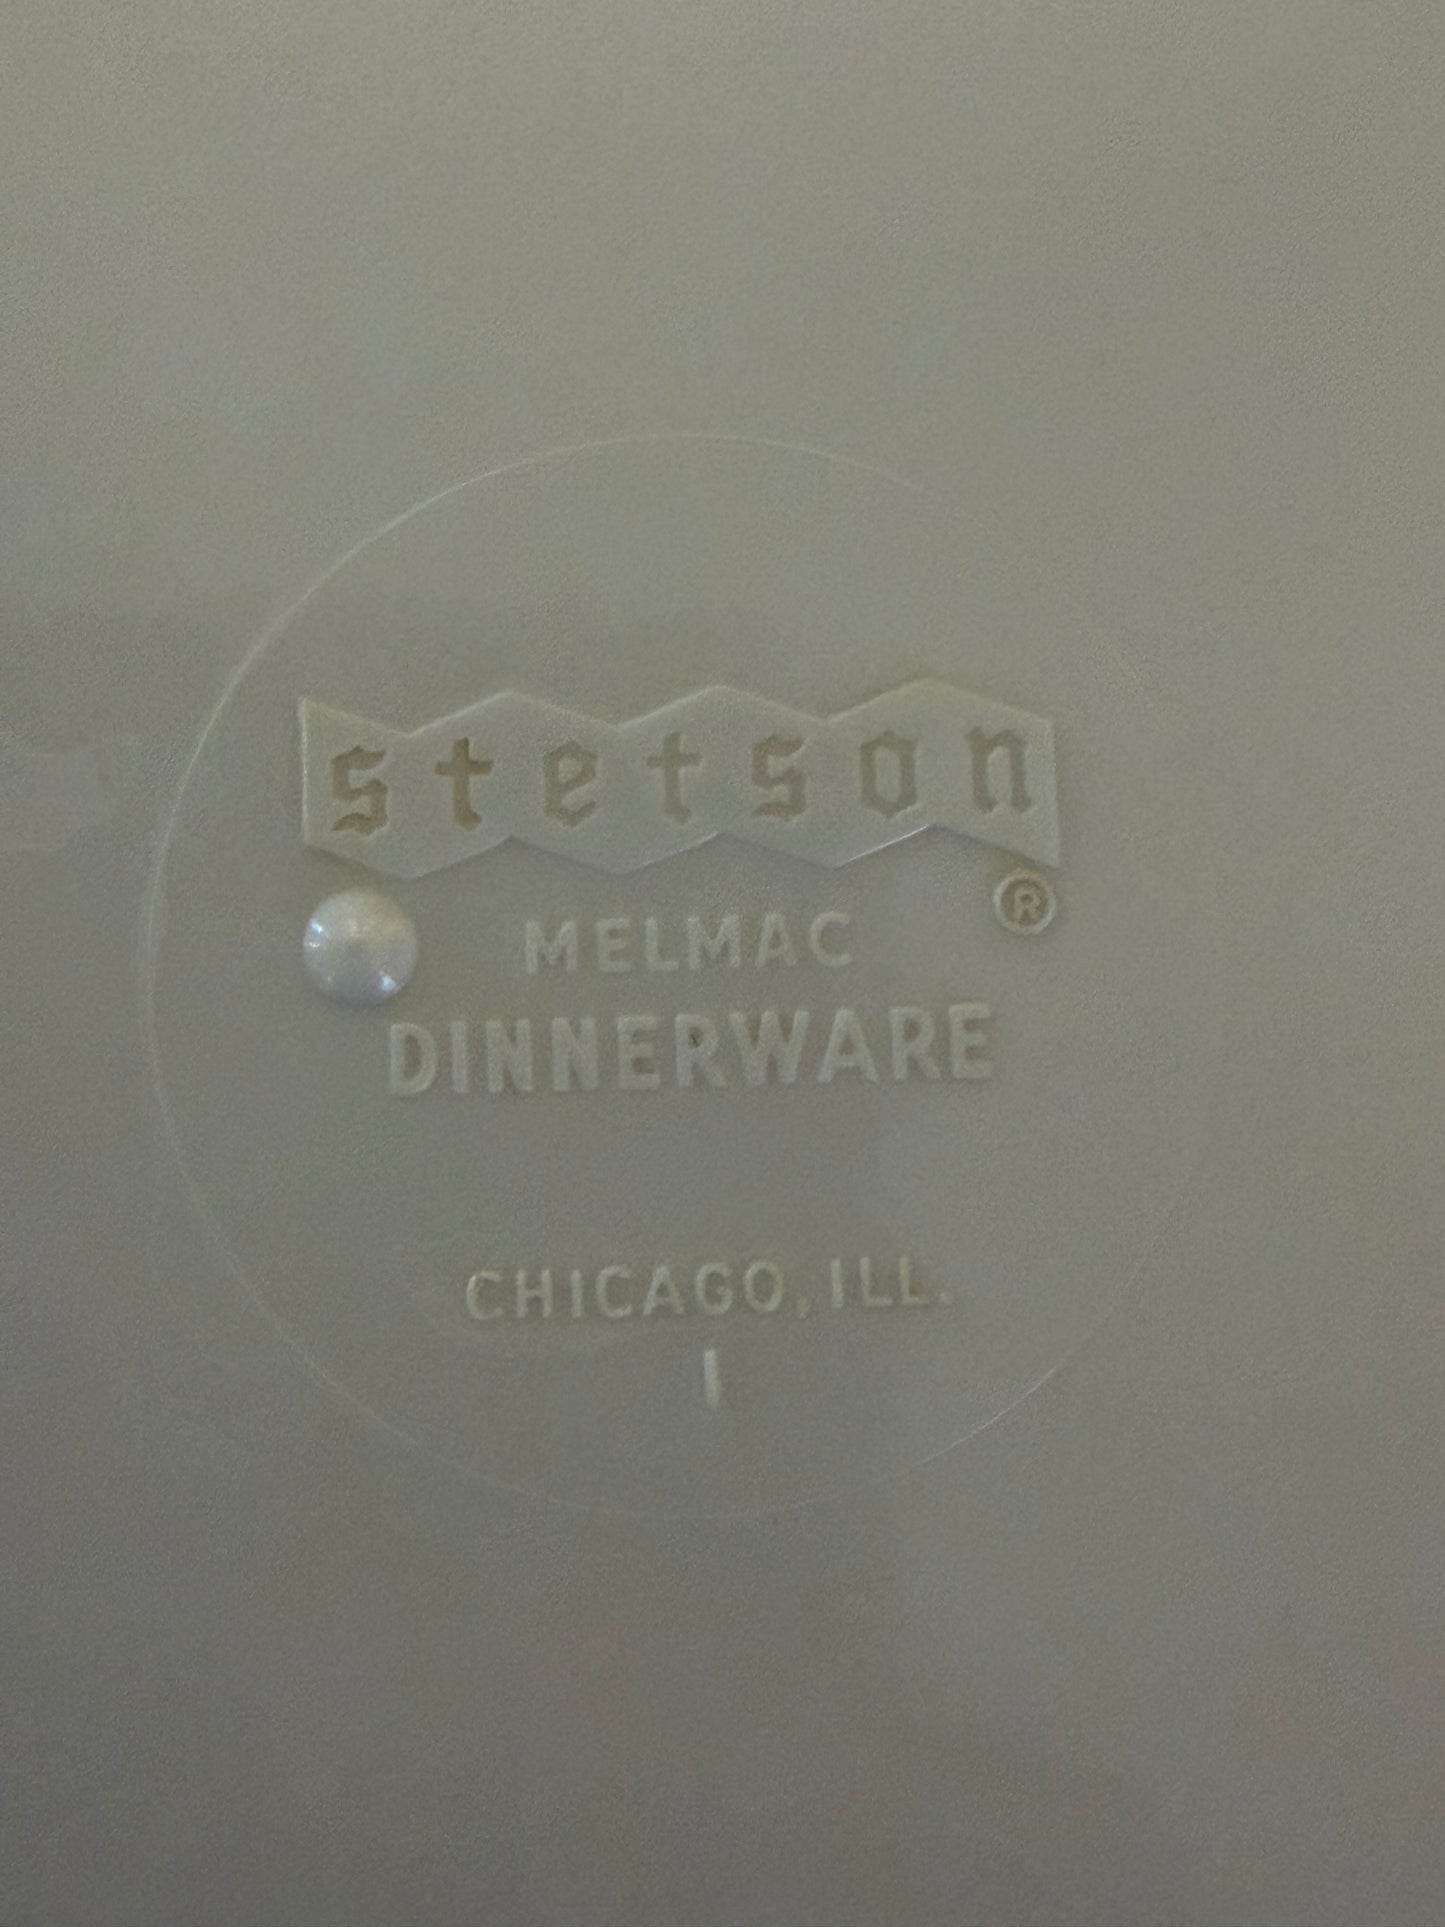 stetson
®
MELMAC
DINNERWARE
CHICAGO, ILL.
1